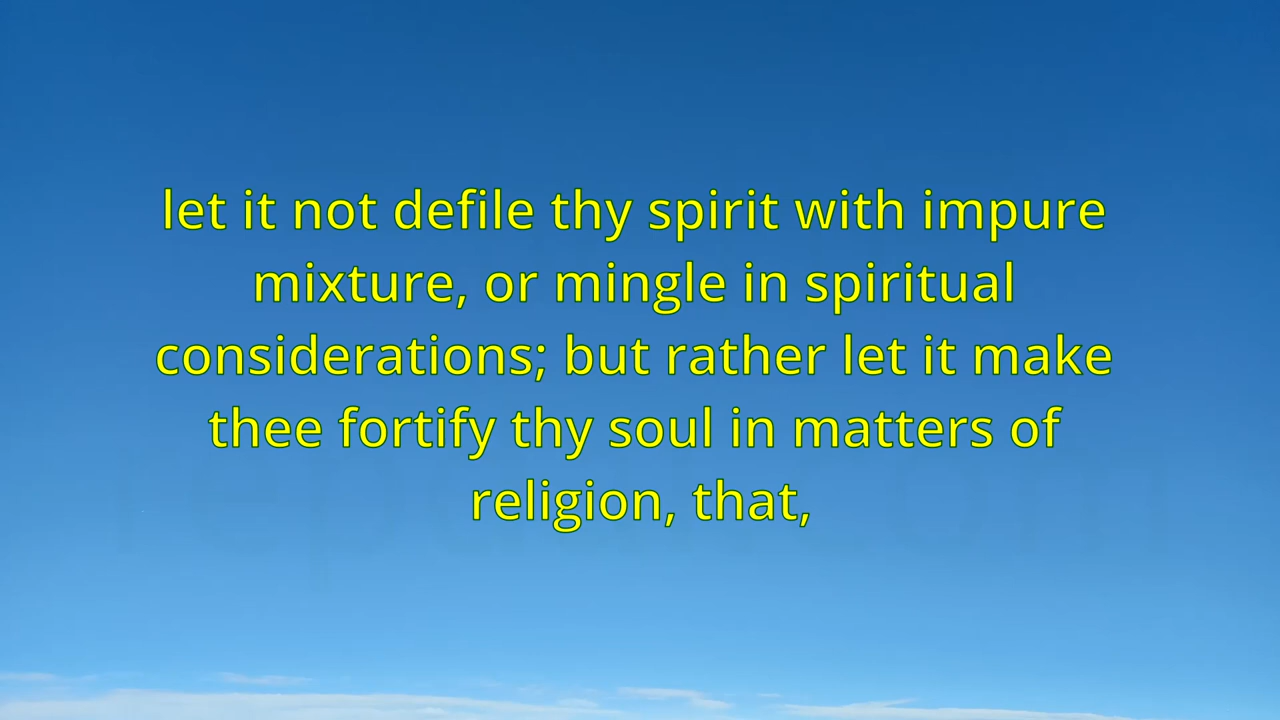 let it not defile thy spirit with impure
mixture, or mingle in spiritual
considerations; but rather let it make
thee fortify thy soul in matters of
religion, that,